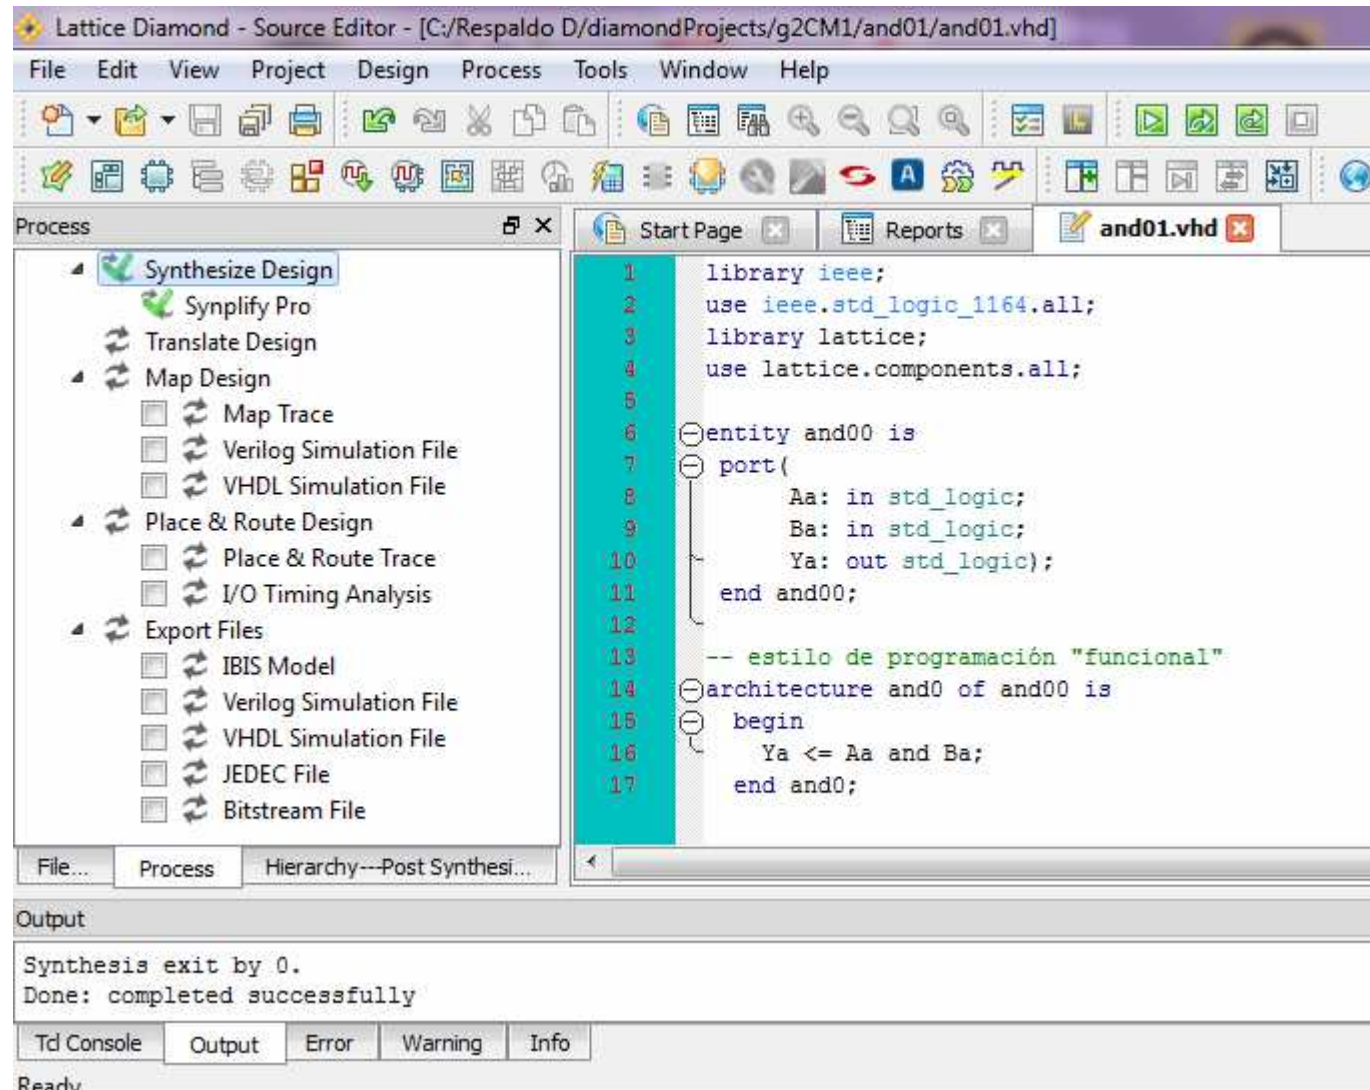 Lattice Diamond - Source Editor - [C:/Respaldo D/diamondProjects/g2CM1/and01/and01.vhd]
File Edit View Project Design Process Tools Window Help
Process
Start Page Reports and01.vhd
Synthesize Design
Synplify Pro
Translate Design
Map Design
Map Trace
Verilog Simulation File
VHDL Simulation File
Place & Route Design
Place & Route Trace
I/O Timing Analysis
Export Files
IBIS Model
Verilog Simulation File
VHDL Simulation File
JEDEC File
Bitstream File
File... Process Hierarchy---Post Synthesi...
1 library ieee;
2 use ieee.std_logic_1164.all;
3 library lattice;
4 use lattice.components.all;
5
6 entity and00 is
7 port(
8 Aa: in std_logic;
9 Ba: in std_logic;
10 Ya: out std_logic);
11 end and00;
12
13 -- estilo de programación "funcional"
14 architecture and0 of and00 is
15 begin
16 Ya <= Aa and Ba;
17 end and0;
Output
Synthesis exit by 0.
Done: completed successfully
Tcl Console Output Error Warning Info
Ready